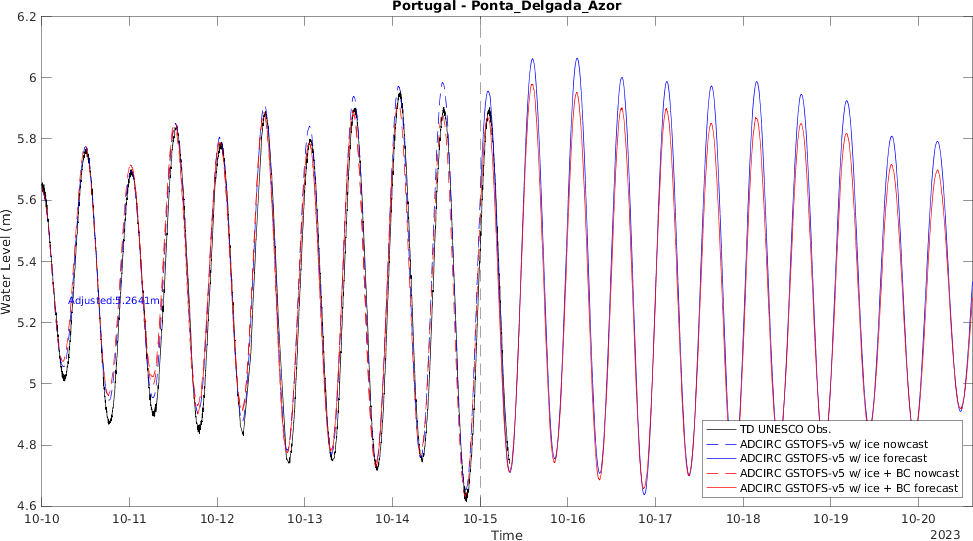 Portugal - Ponta_Delgada_Azor
6.2
6
5.8
5.6
5.4
5.2
5
4.8
4.6
Water Level (m)
Adjusted:5.2641m
TD UNESCO Obs.
ADCIRC GSTOFS-v5 w/ ice nowcast
ADCIRC GSTOFS-v5 w/ ice forecast
ADCIRC GSTOFS-v5 w/ ice + BC nowcast
ADCIRC GSTOFS-v5 w/ ice + BC forecast
10-10 10-11 10-12 10-13 10-14 10-15 10-16 10-17 10-18 10-19 10-20
Time
2023